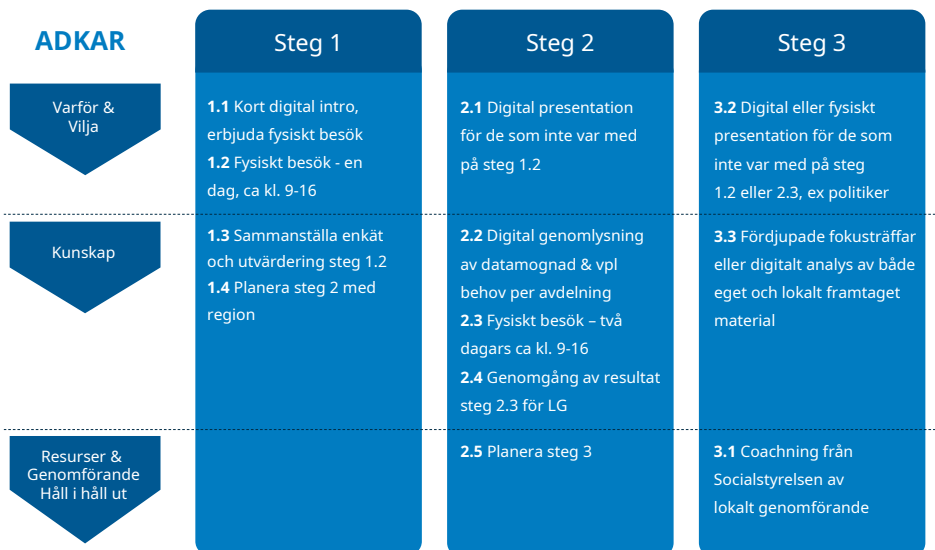 ADKAR
Steg 1
Steg 2
Steg 3
Varför &
Vilja
1.1 Kort digital intro,
erbjuda fysiskt besök
1.2 Fysiskt besök - en
dag, ca kl. 9-16
2.1 Digital presentation
för de som inte var med
på steg 1.2
3.2 Digital eller fysiskt
presentation för de som
inte var med på steg
1.2 eller 2.3, ex politiker
Kunskap
1.3 Sammanställa enkät
och utvärdering steg 1.2
1.4 Planera steg 2 med
region
2.2 Digital genomlysning
av datamognad & vpl
behov per avdelning
2.3 Fysiskt besök – två
dagars ca kl. 9-16
2.4 Genomgång av resultat
steg 2.3 för LG
3.3 Fördjupade fokusträffar
eller digitalt analys av både
eget och lokalt framtaget
material
Resurser &
Genomförande
Håll i håll ut
2.5 Planera steg 3
3.1 Coachning från
Socialstyrelsen av
lokalt genomförande